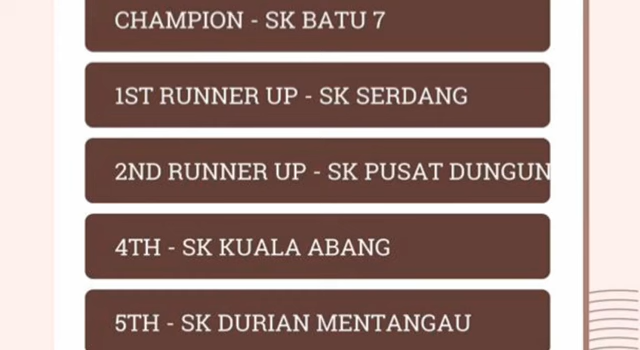 CHAMPION - SK BATU 7
1ST RUNNER UP - SK SERDANG
2ND RUNNER UP - SK PUSAT DUNGUN
4TH - SK KUALA ABANG
5TH - SK DURIAN MENTANGAU